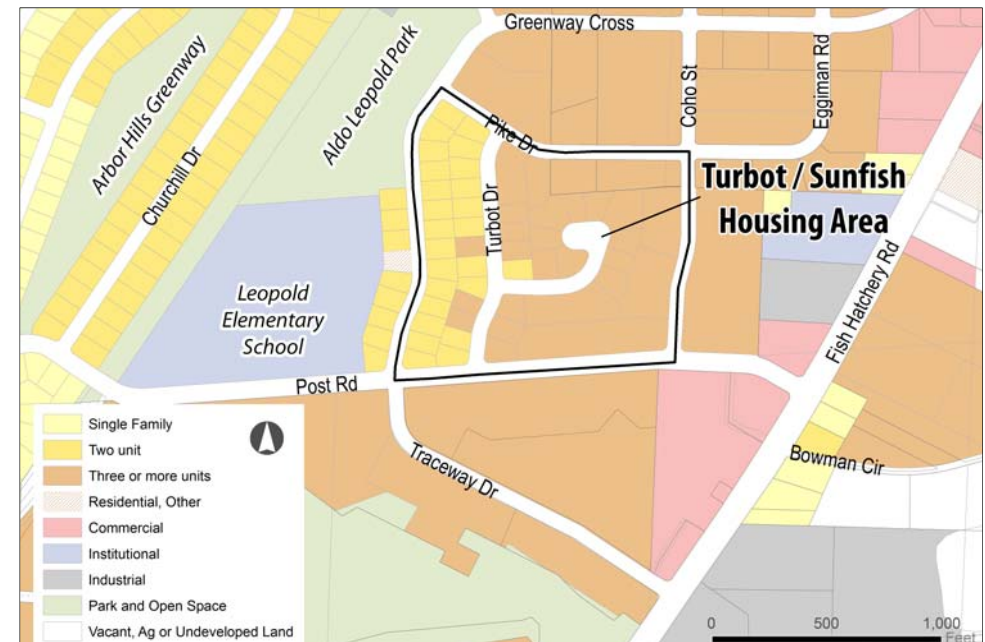 Greenway Cross
Arbor Hills Greenway
Aldo Leopold Park
Coho St
Eggiman Rd
Churchill Dr
Pike Dr
Turbot Dr
Turbot / Sunfish
Housing Area
Leopold
Elementary
School
Fish Hatchery Rd
Post Rd
Traceway Dr
Bowman Cir
Single Family
Two unit
Three or more units
Residential, Other
Commercial
Institutional
Industrial
Park and Open Space
Vacant, Ag or Undeveloped Land
0 500 1,000
Feet